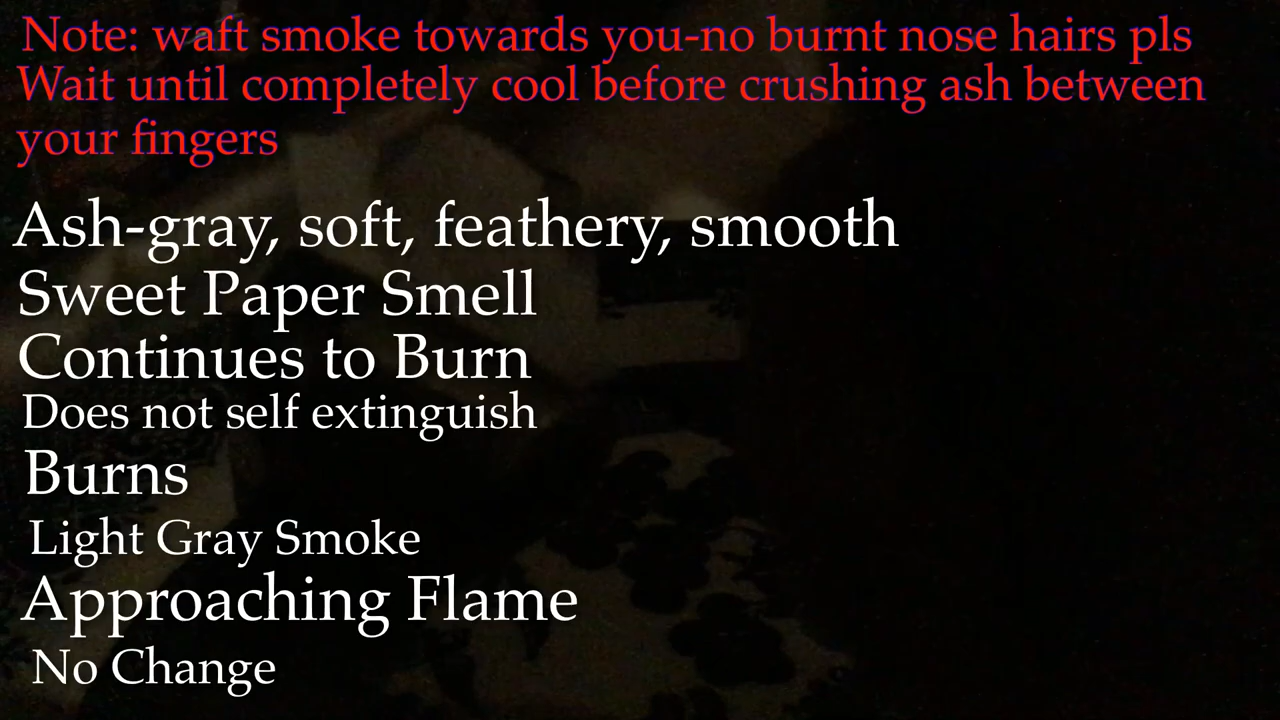 Note: waft smoke towards you-no burnt nose hairs pls
Wait until completely cool before crushing ash between
your fingers
Ash-gray, soft, feathery, smooth
Sweet Paper Smell
Continues to Burn
Does not self extinguish
Burns
Light Gray Smoke
Approaching Flame
No Change